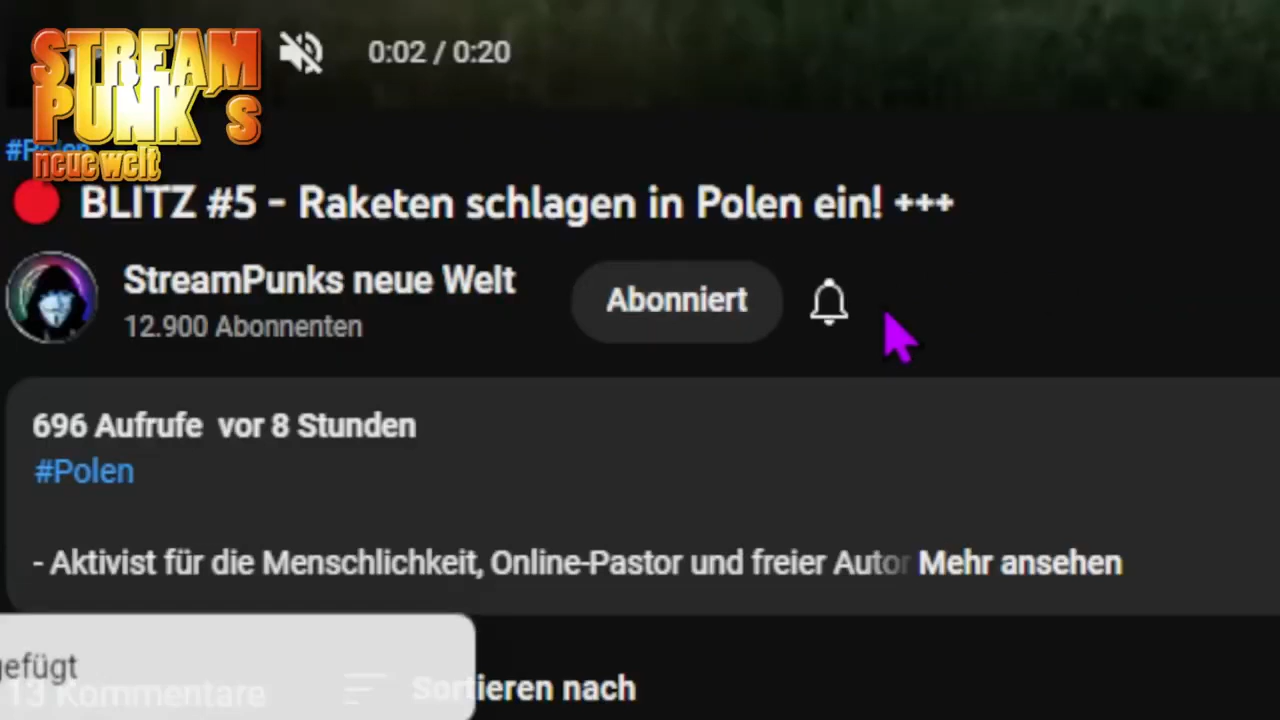 STREAM
PUNK´s
neue welt
0:02 / 0:20
#Polen
BLITZ #5 - Raketen schlagen in Polen ein! +++
StreamPunks neue Welt
12.900 Abonnenten
Abonniert
696 Aufrufe vor 8 Stunden
#Polen
- Aktivist für die Menschlichkeit, Online-Pastor und freier Autor Mehr ansehen
gefügt
13 Kommentare
Sortieren nach